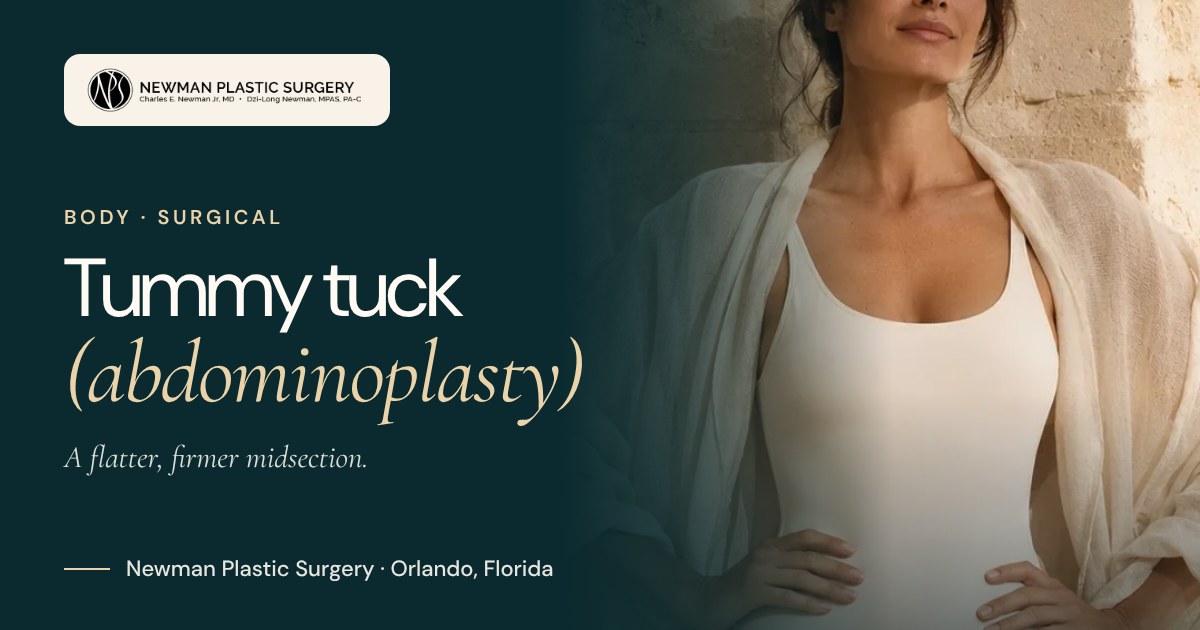 NEWMAN PLASTIC SURGERY
Charles E. Newman Jr, MD • Dzi-Long Newman, MPAS, PA-C
BODY · SURGICAL
Tummy tuck
(abdominoplasty)
A flatter, firmer midsection.
Newman Plastic Surgery · Orlando, Florida